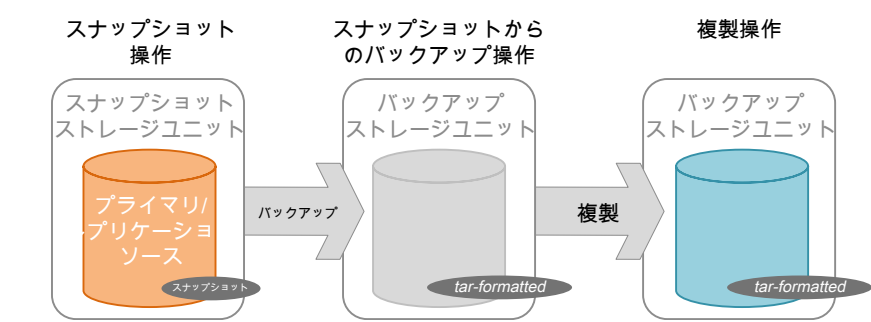 スナップショット
操作
スナップショットから
のバックアップ操作
複製操作
スナップショット
ストレージユニット
バックアップ
ストレージユニット
バックアップ
ストレージユニット
プライマリ/
プリケーショ
ソース
バックアップ
複製
スナップショット
tar-formatted
tar-formatted